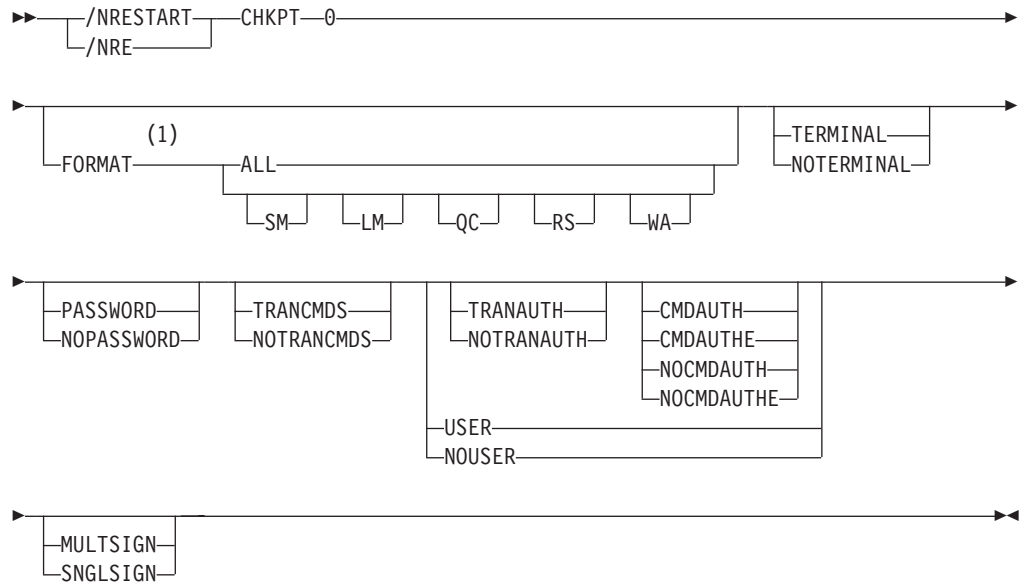 /NRESTART CHKPT 0
/NRE
(1)
FORMAT ALL
SM LM QC RS WA
TERMINAL
NOTERMINAL
PASSWORD
NOPASSWORD
TRANCMDS
NOTRANCMDS
TRANAUTH
NOTRANAUTH
CMDAUTH
CMDAUTHE
NOCMDAUTH
NOCMDAUTHE
USER
NOUSER
MULTSIGN
SNGLSIGN